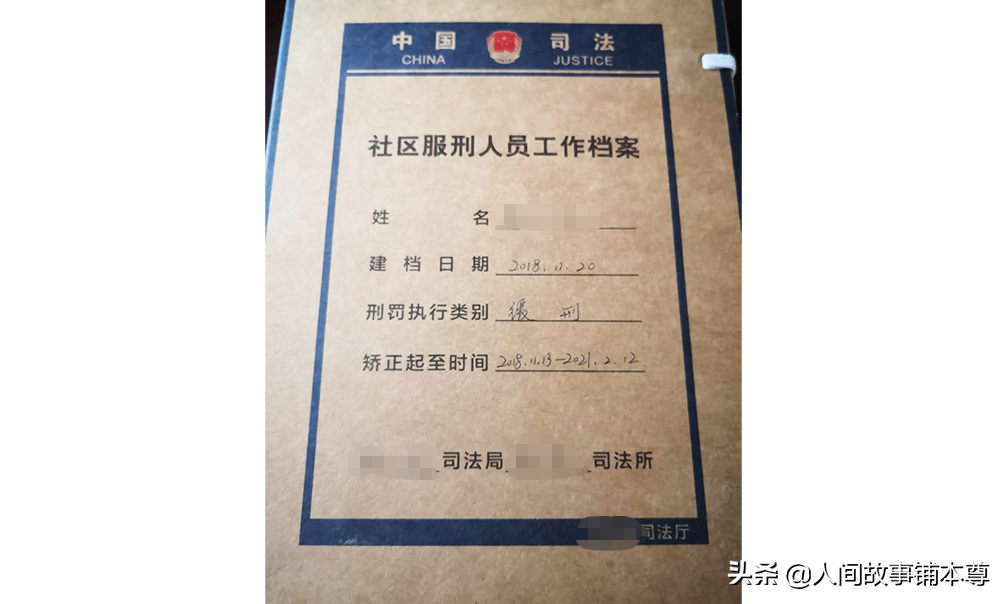 中国 司法
CHINA JUSTICE
社区服刑人员工作档案
姓名
建档日期 2018.11.20
刑罚执行类别 缓刑
矫正起至时间 2018.11.13-2021.2.12
司法局 司法所
司法厅
头条 @人间故事铺本尊